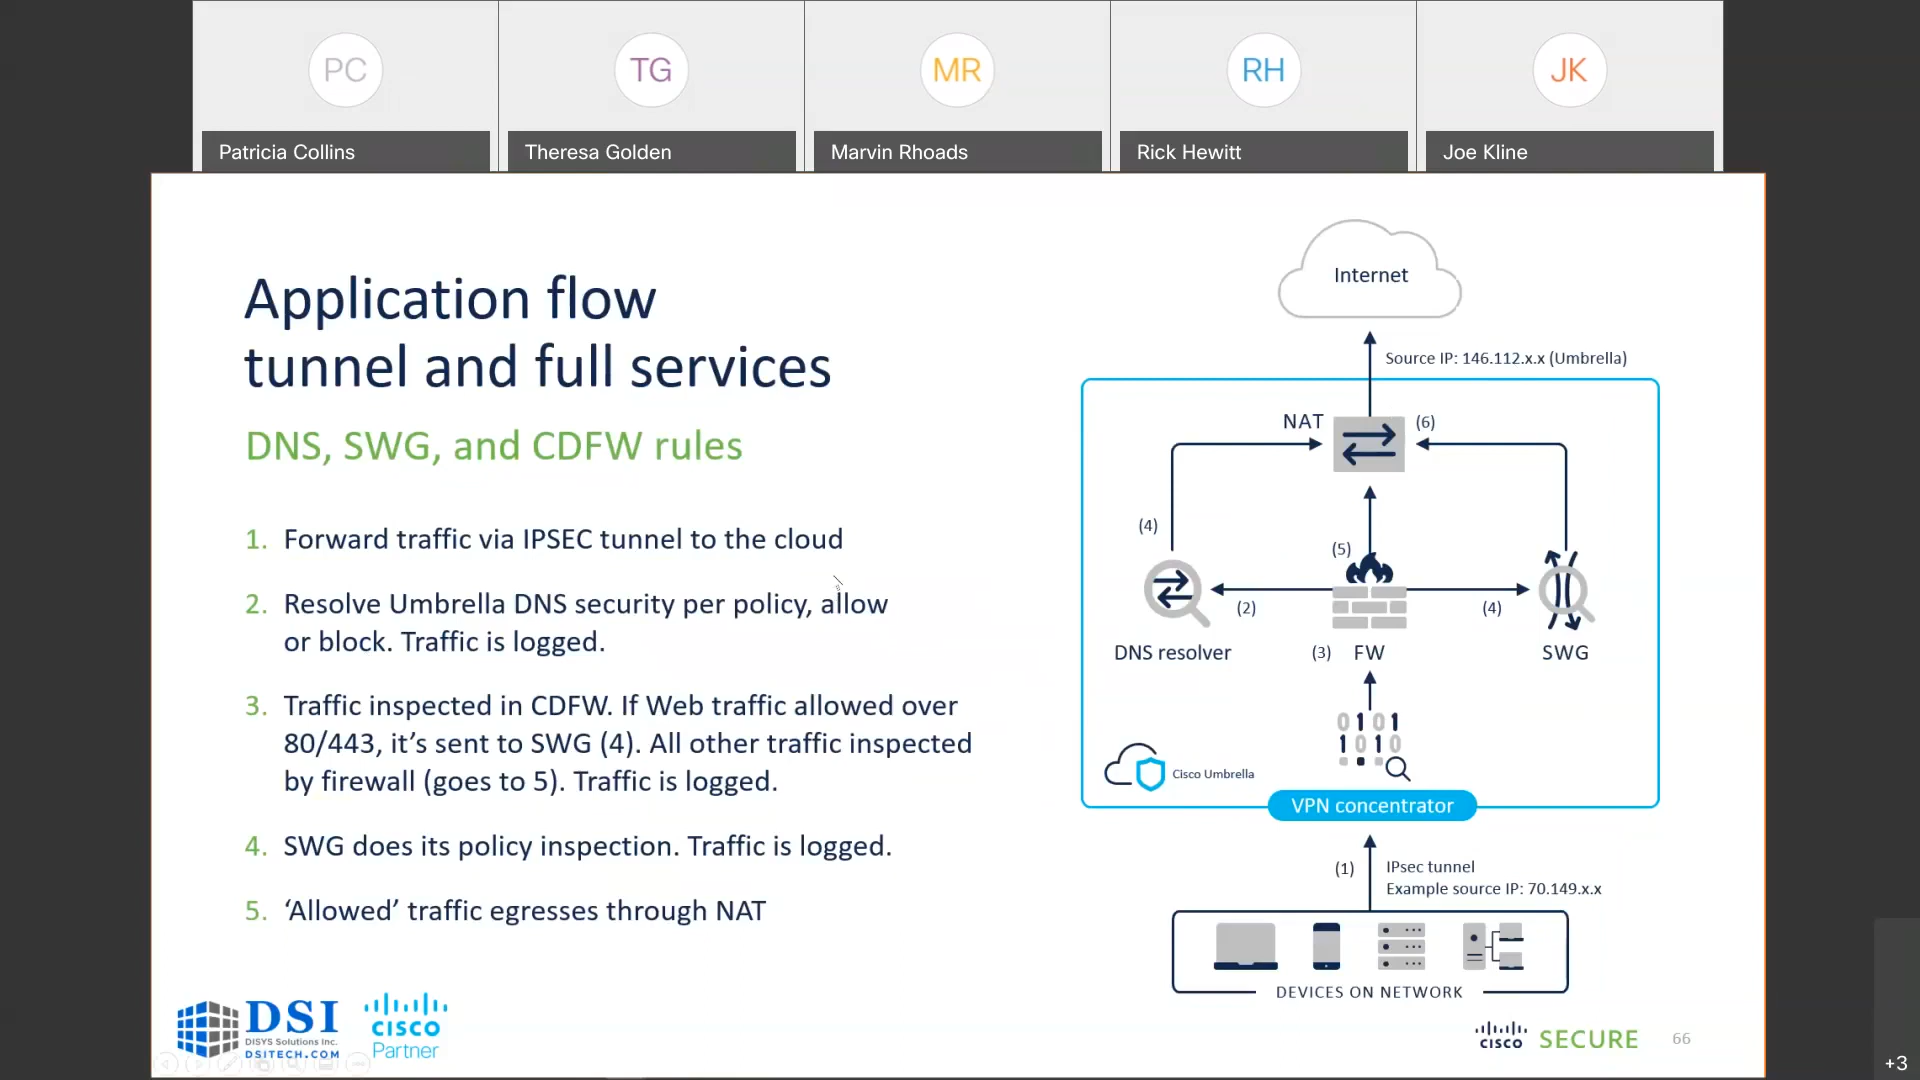 PC
TG
MR
RH
JK
Patricia Collins
Theresa Golden
Marvin Rhoads
Rick Hewitt
Joe Kline
Application flow
tunnel and full services
DNS, SWG, and CDFW rules
1. Forward traffic via IPSEC tunnel to the cloud
2. Resolve Umbrella DNS security per policy, allow
or block. Traffic is logged.
3. Traffic inspected in CDFW. If Web traffic allowed over
80/443, it’s sent to SWG (4). All other traffic inspected
by firewall (goes to 5). Traffic is logged.
4. SWG does its policy inspection. Traffic is logged.
5. ‘Allowed’ traffic egresses through NAT
Internet
Source IP: 146.112.x.x (Umbrella)
NAT
(6)
(4)
(5)
(2)
(4)
DNS resolver
(3)
FW
SWG
0101
1010
Cisco Umbrella
VPN concentrator
(1)
IPsec tunnel
Example source IP: 70.149.x.x
DEVICES ON NETWORK
DSI
DISYS Solutions Inc.
DSITECH.COM
CISCO
Partner
CISCO
SECURE
66
+3